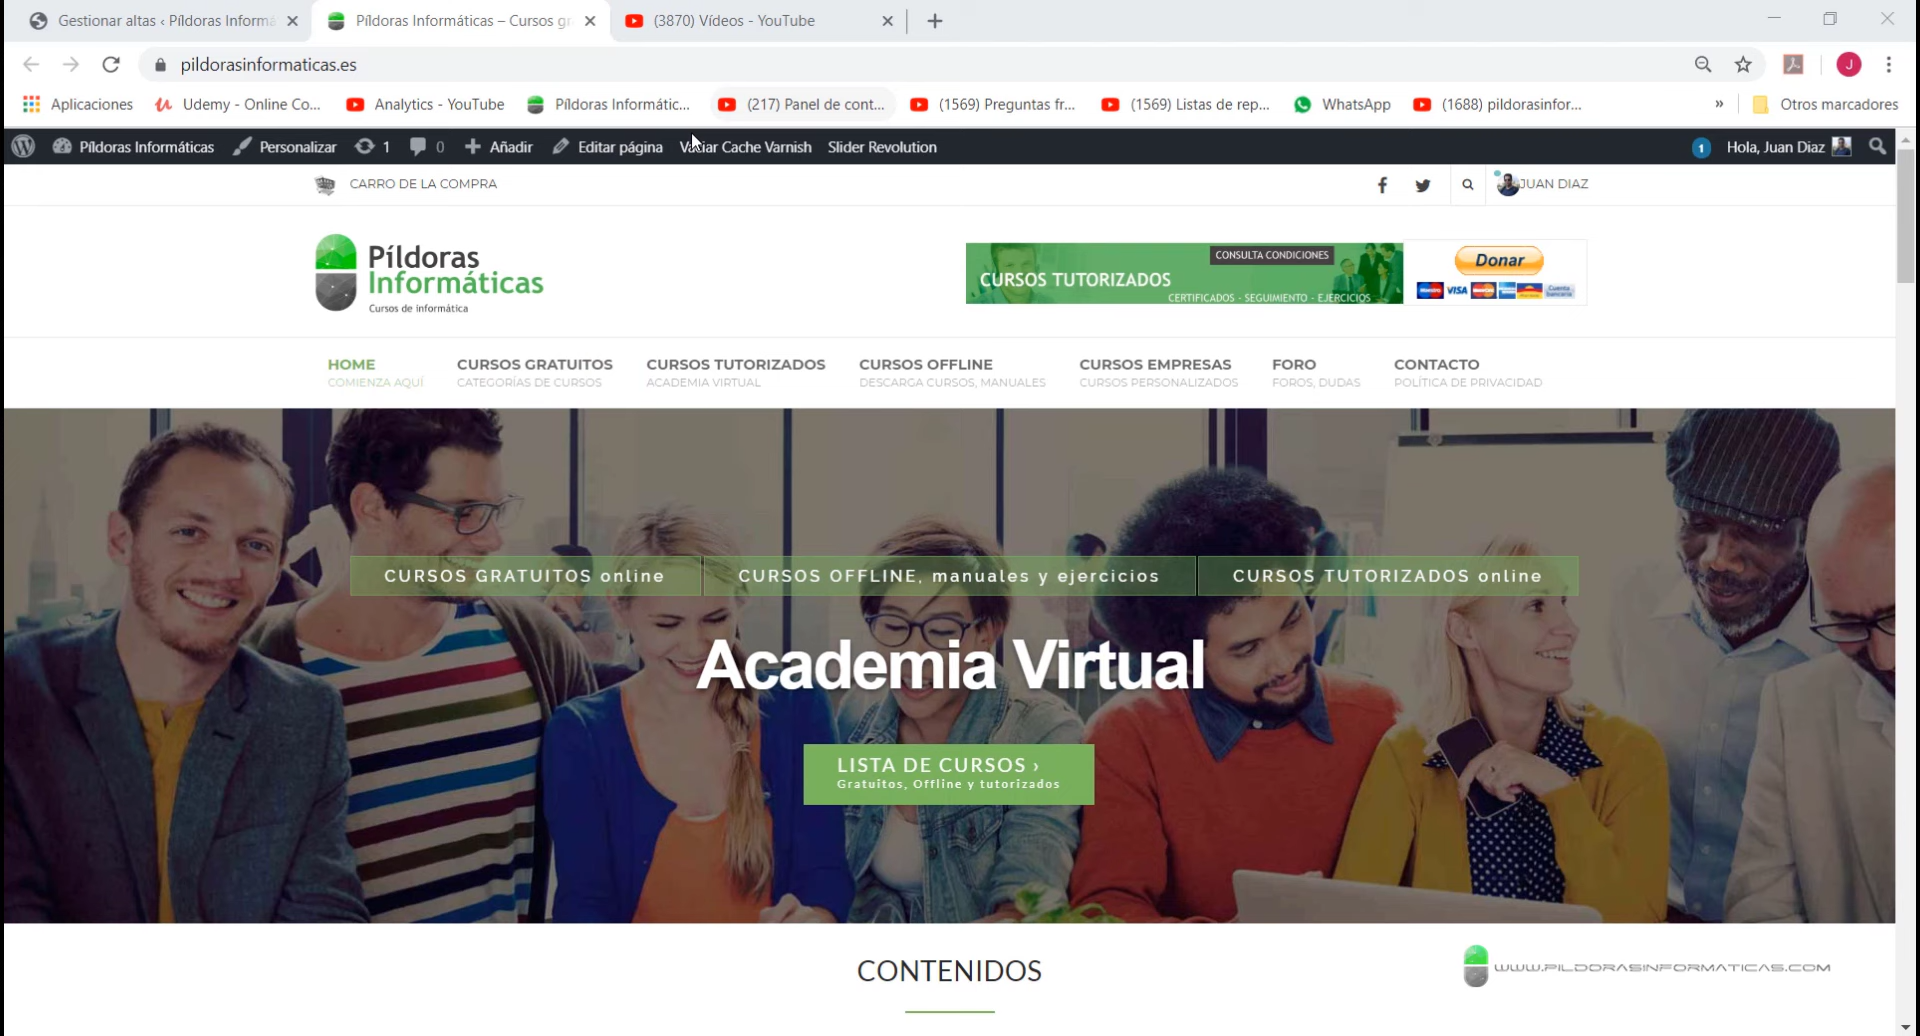 Gestionar altas ‹ Píldoras Inform
Píldoras Informáticas – Cursos gr
(3870) Vídeos - YouTube
pildorasinformaticas.es
J
Aplicaciones
Udemy - Online Co...
Analytics - YouTube
Píldoras Informátic...
(217) Panel de cont...
(1569) Preguntas fr...
(1569) Listas de rep...
WhatsApp
(1688) pildorasinfor...
»
Otros marcadores
Píldoras Informáticas
Personalizar
1
0
Añadir
Editar página
Vaciar Cache Varnish
Slider Revolution
1
Hola, Juan Diaz
CARRO DE LA COMPRA
JUAN DIAZ
Píldoras
Informáticas
Cursos de informática
CONSULTA CONDICIONES
CURSOS TUTORIZADOS
CERTIFICADOS - SEGUIMIENTO - EJERCICIOS
Donar
VISA
HOME
COMIENZA AQUÍ
CURSOS GRATUITOS
CATEGORÍAS DE CURSOS
CURSOS TUTORIZADOS
ACADEMIA VIRTUAL
CURSOS OFFLINE
DESCARGA CURSOS, MANUALES
CURSOS EMPRESAS
CURSOS PERSONALIZADOS
FORO
FOROS, DUDAS
CONTACTO
POLÍTICA DE PRIVACIDAD
CURSOS GRATUITOS online
CURSOS OFFLINE, manuales y ejercicios
CURSOS TUTORIZADOS online
Academia Virtual
LISTA DE CURSOS ›
Gratuitos, Offline y tutorizados
CONTENIDOS
WWW.PILDORASINFORMATICAS.COM